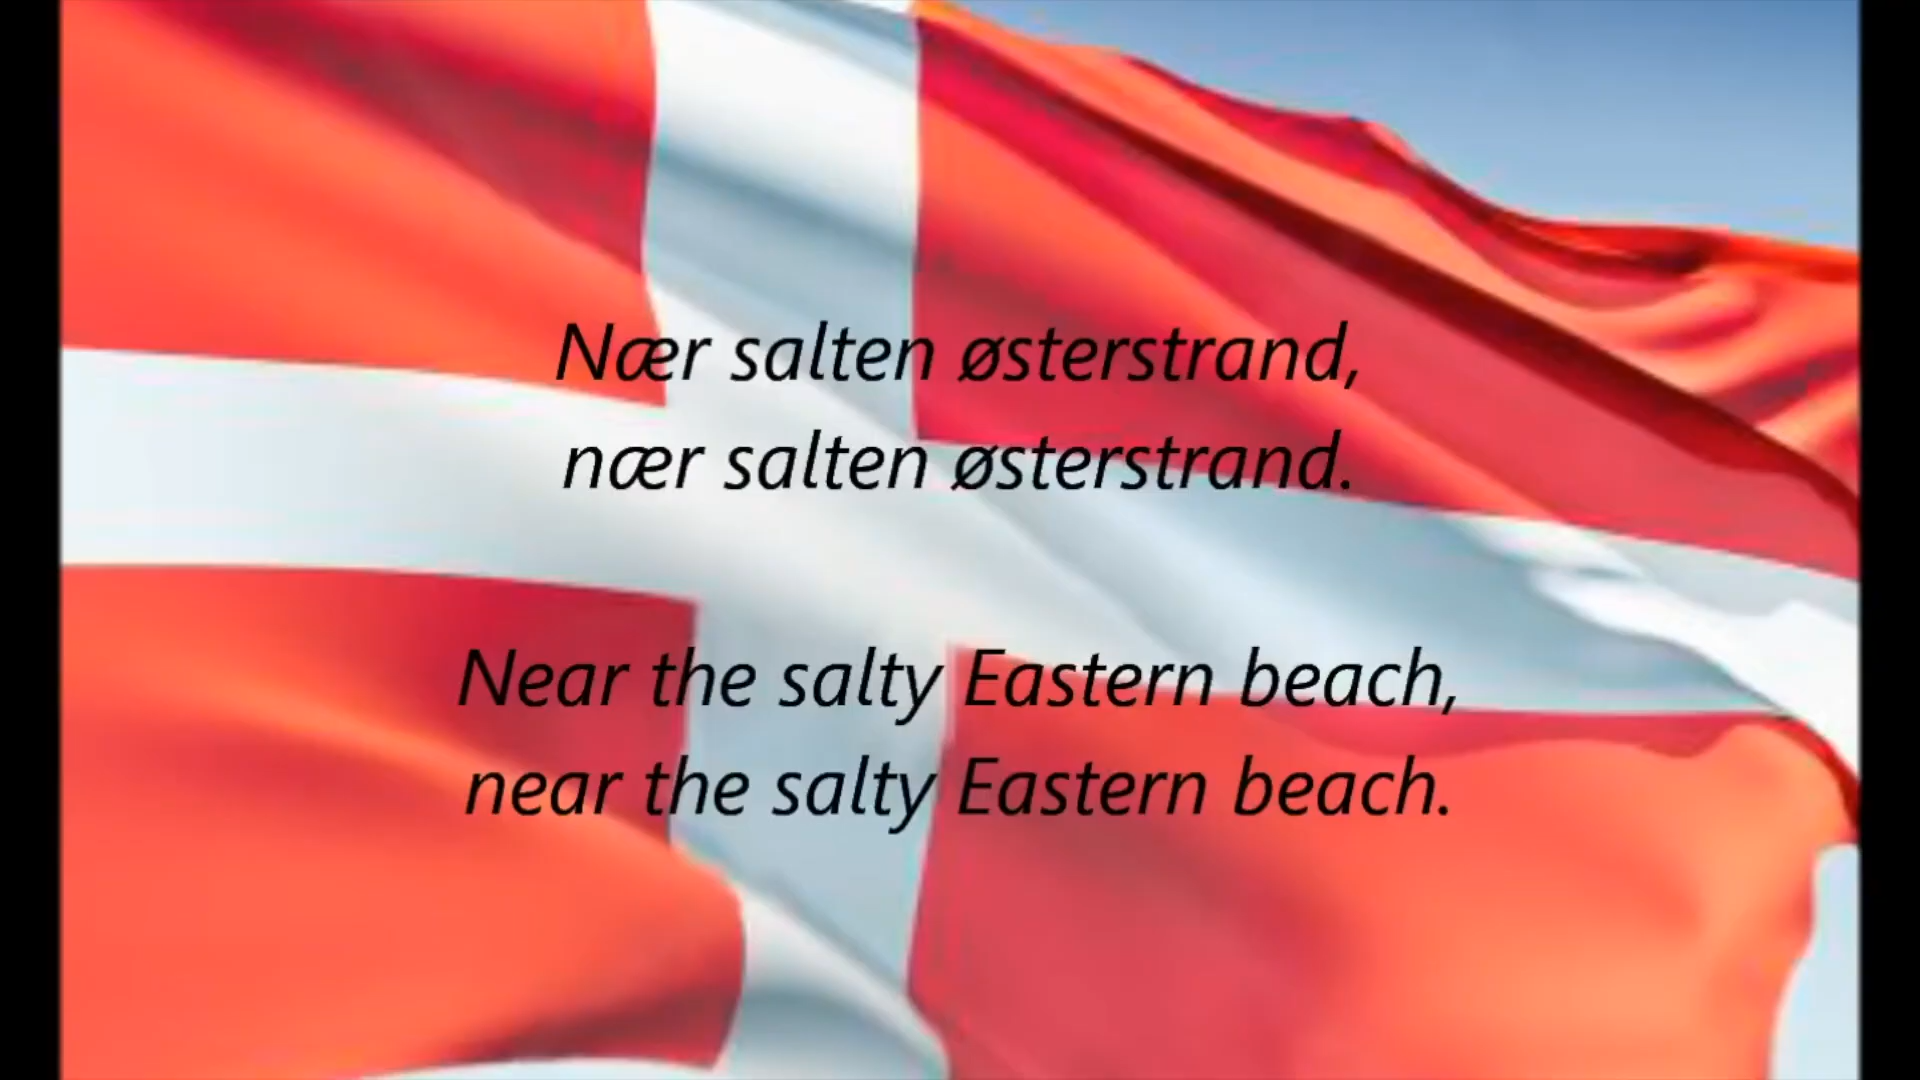 Nær salten østerstrand,
nær salten østerstrand.
Near the salty Eastern beach,
near the salty Eastern beach.